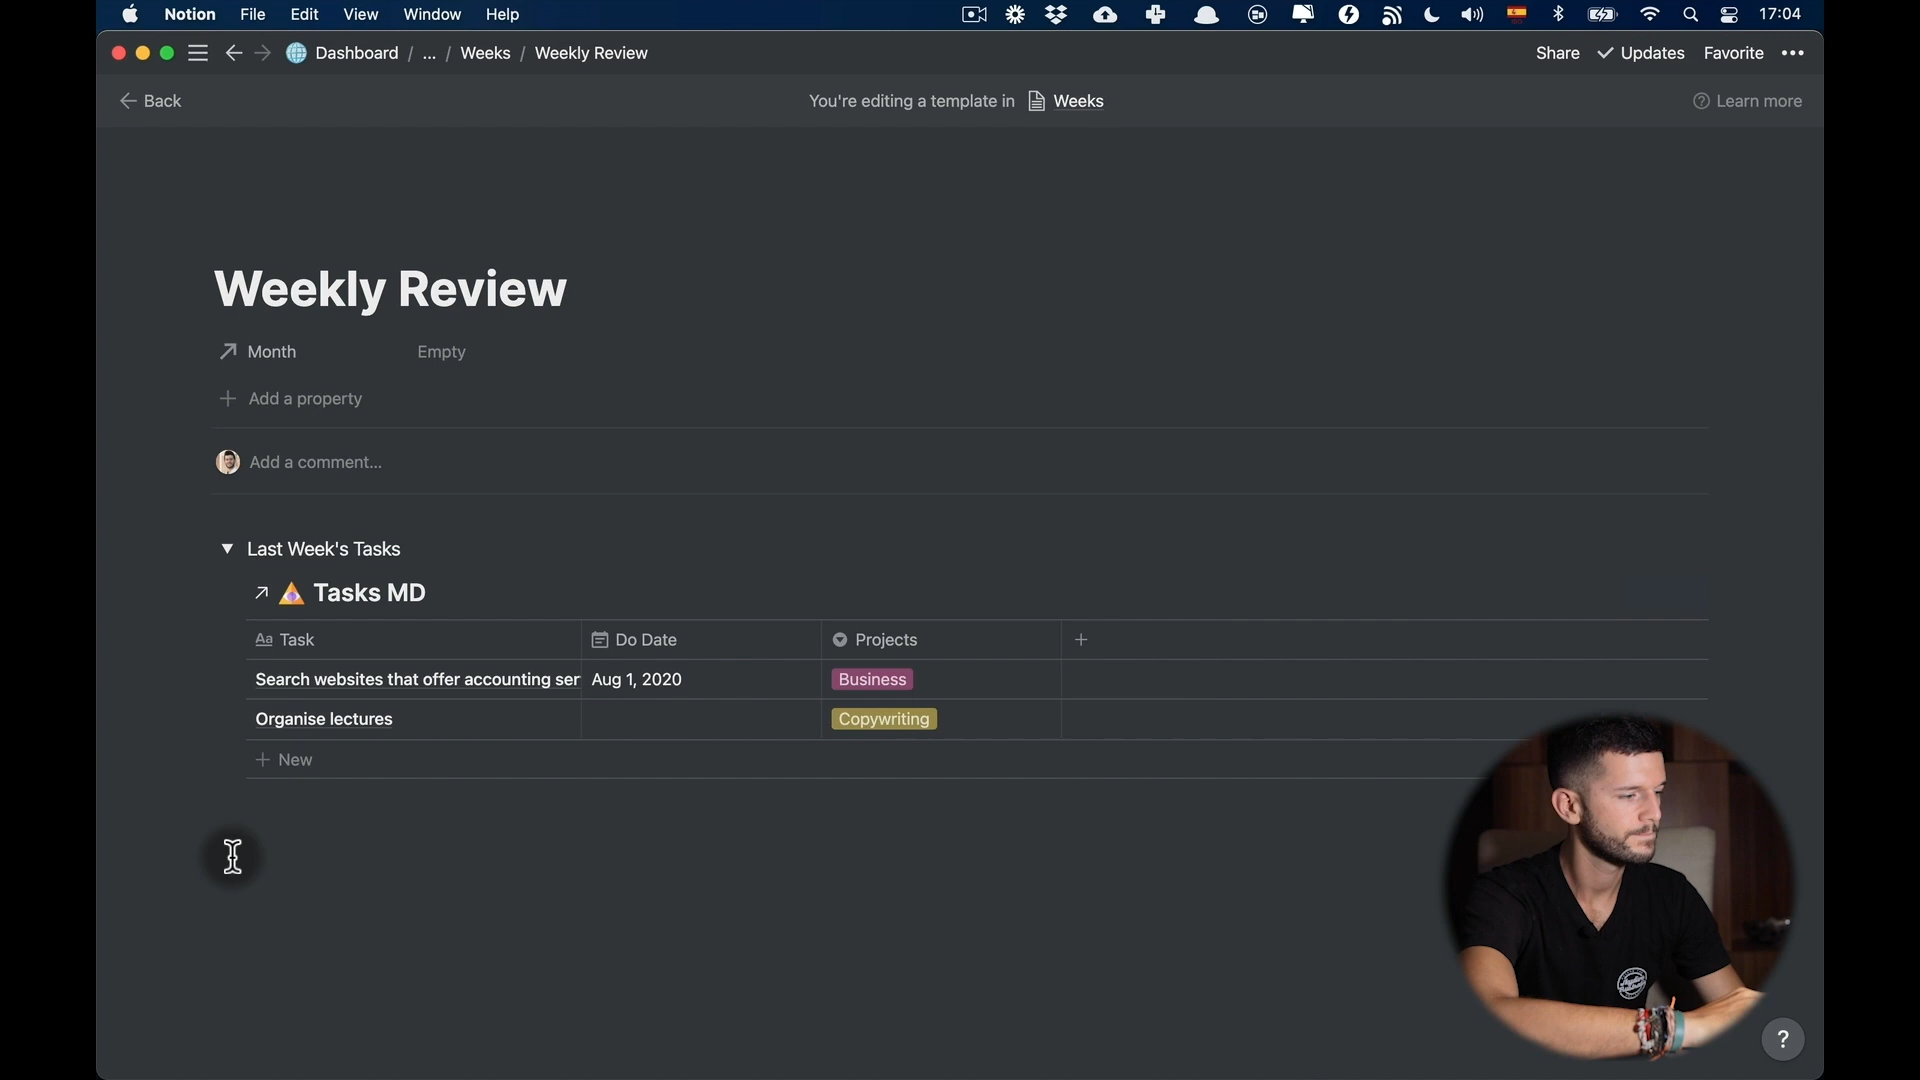 Notion File Edit View Window Help 17:04
Dashboard / ... / Weeks / Weekly Review Share Updates Favorite •••
Back You're editing a template in Weeks Learn more
Weekly Review
Month Empty
Add a property
Add a comment...
Last Week's Tasks
Tasks MD
Aa Task Do Date Projects
Search websites that offer accounting ser Aug 1, 2020 Business
Organise lectures Copywriting
New
?